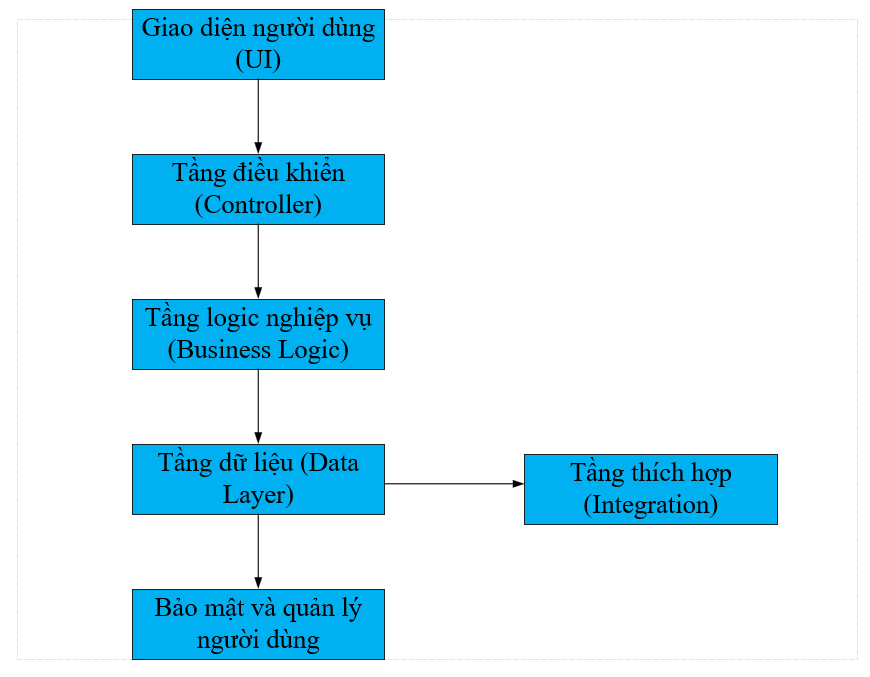 Giao diện người dùng
(UI)
Tầng điều khiển
(Controller)
Tầng logic nghiệp vụ
(Business Logic)
Tầng dữ liệu (Data
Layer)
Tầng thích hợp
(Integration)
Bảo mật và quản lý
người dùng